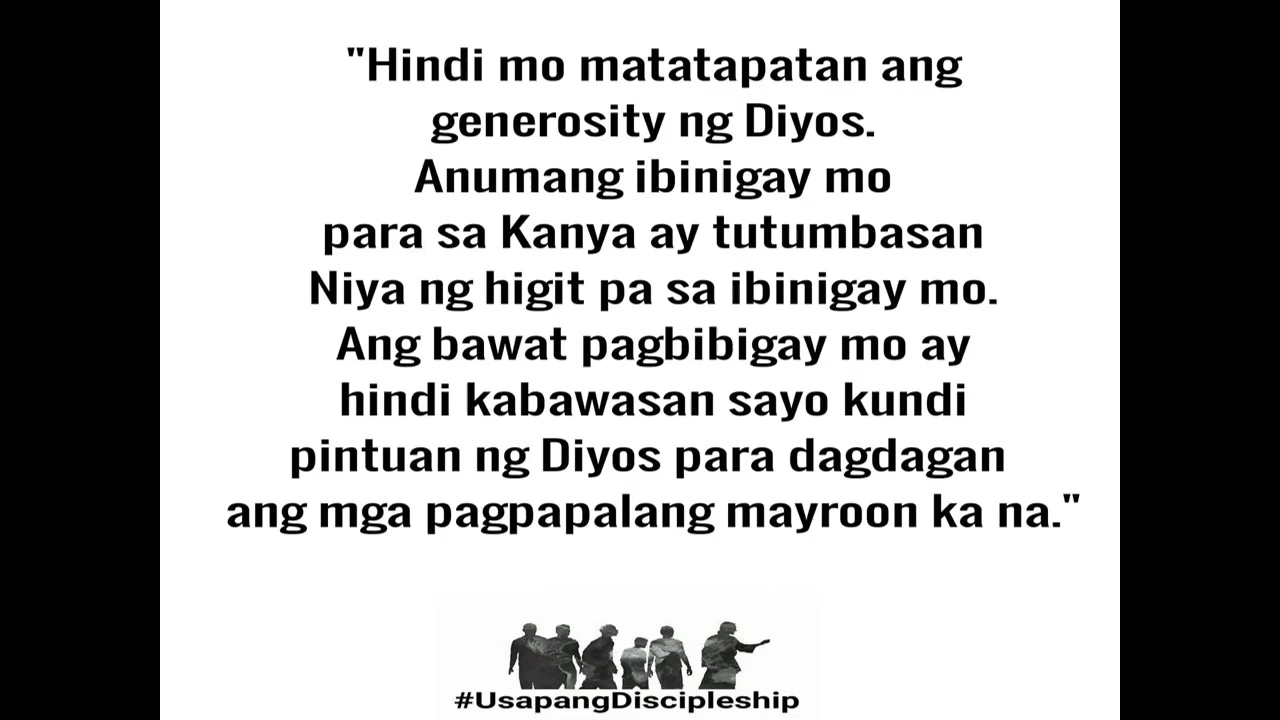 "Hindi mo matatapatan ang
generosity ng Diyos.
Anumang ibinigay mo
para sa Kanya ay tutumbasan
Niya ng higit pa sa ibinigay mo.
Ang bawat pagbibigay mo ay
hindi kabawasan sayo kundi
pintuan ng Diyos para dagdagan
ang mga pagpapalang mayroon ka na."
#UsapangDiscipleship